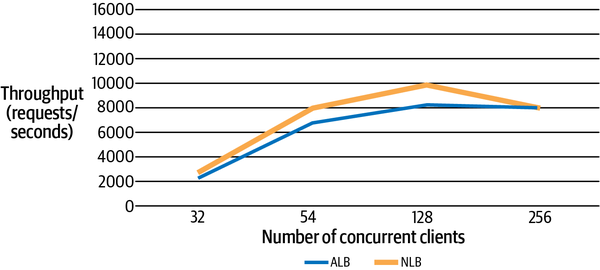 16000
14000
12000
10000
8000
6000
4000
2000
0
Throughput
(requests/
seconds)
32 54 128 256
Number of concurrent clients
ALB NLB